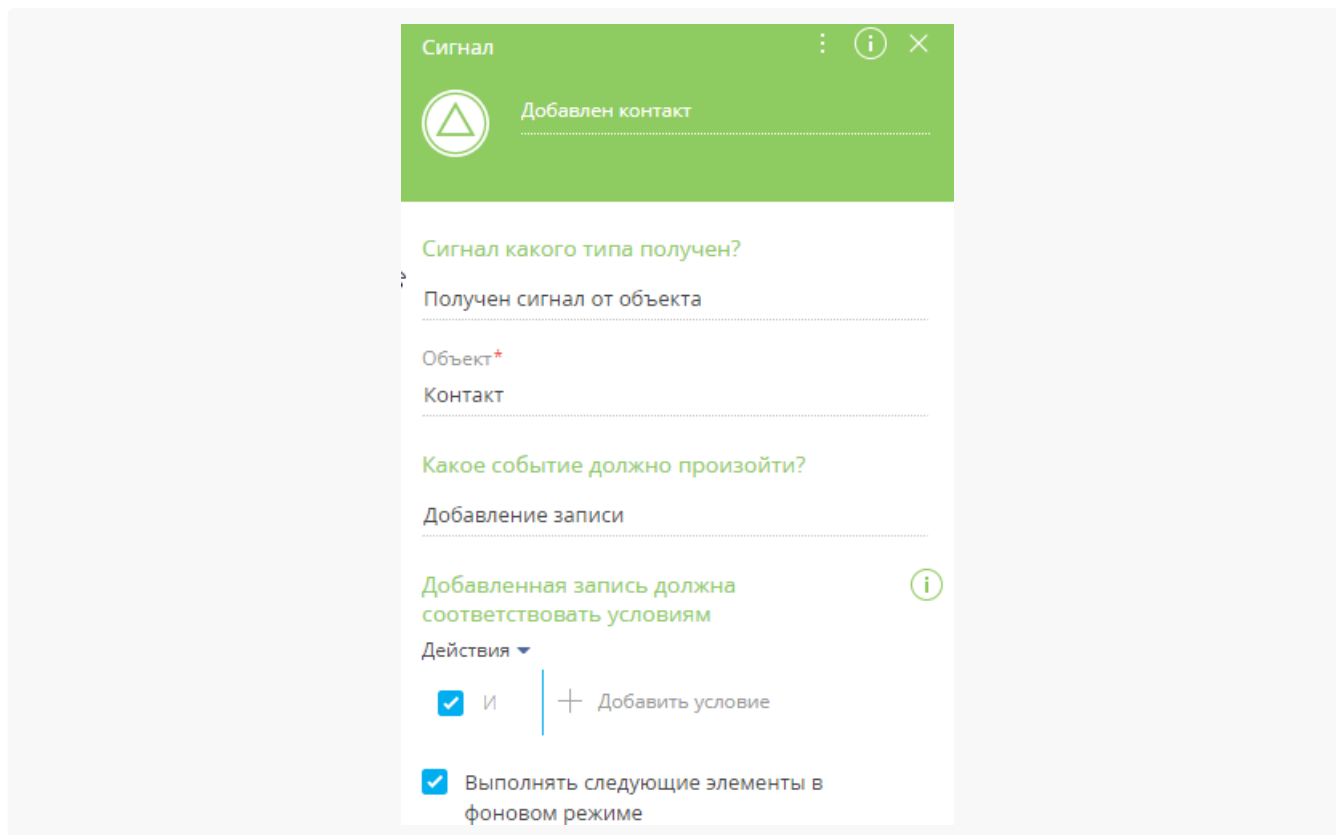 Сигнал
Добавлен контакт
Сигнал какого типа получен?
Получен сигнал от объекта
Объект*
Контакт
Какое событие должно произойти?
Добавление записи
Добавленная запись должна
соответствовать условиям
Действия
И
Добавить условие
Выполнять следующие элементы в
фоновом режиме